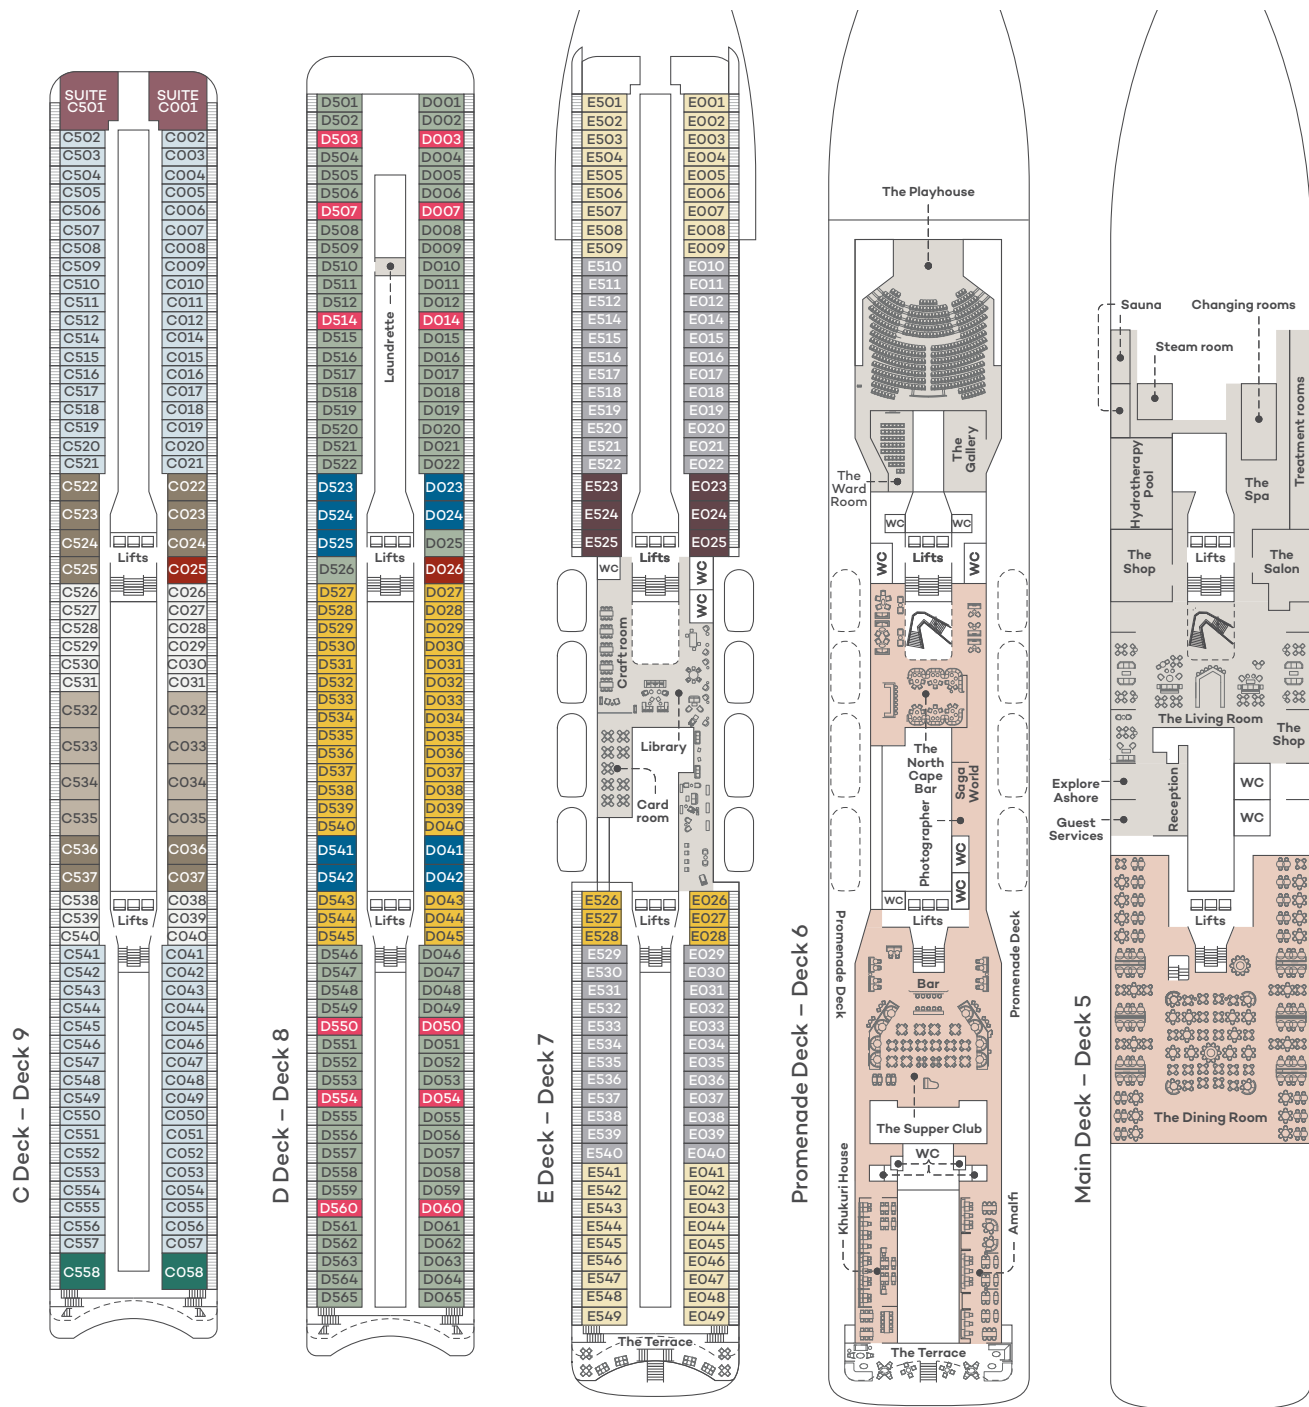 C Deck – Deck 9
SUITE
C501
C502
C503
C504
C505
C506
C507
C508
C509
C510
C511
C512
C514
C515
C516
C517
C518
C519
C520
C521
C522
C523
C524
C525
C526
C527
C528
C529
C530
C531
C532
C533
C534
C535
C536
C537
C538
C539
C540
C541
C542
C543
C544
C545
C546
C547
C548
C549
C550
C551
C552
C553
C554
C555
C556
C557
C558
Lifts
Lifts
SUITE
C001
C002
C003
C004
C005
C006
C007
C008
C009
C010
C011
C012
C014
C015
C016
C017
C018
C019
C020
C021
C022
C023
C024
C025
C026
C027
C028
C029
C030
C031
C032
C033
C034
C035
C036
C037
C038
C039
C040
C041
C042
C043
C044
C045
C046
C047
C048
C049
C050
C051
C052
C053
C054
C055
C056
C057
C058
D Deck – Deck 8
D501
D502
D503
D504
D505
D506
D507
D508
D509
D510
D511
D512
D514
D515
D516
D517
D518
D519
D520
D521
D522
D523
D524
D525
D526
D527
D528
D529
D530
D531
D532
D533
D534
D535
D536
D537
D538
D539
D540
D541
D542
D543
D544
D545
D546
D547
D548
D549
D550
D551
D552
D553
D554
D555
D556
D557
D558
D559
D560
D561
D562
D563
D564
D565
Laundrette
Lifts
Lifts
D001
D002
D003
D004
D005
D006
D007
D008
D009
D010
D011
D012
D014
D015
D016
D017
D018
D019
D020
D021
D022
D023
D024
D025
D026
D027
D028
D029
D030
D031
D032
D033
D034
D035
D036
D037
D038
D039
D040
D041
D042
D043
D044
D045
D046
D047
D048
D049
D050
D051
D052
D053
D054
D055
D056
D057
D058
D059
D060
D061
D062
D063
D064
D065
E Deck – Deck 7
E501
E502
E503
E504
E505
E506
E507
E508
E509
E510
E511
E512
E514
E515
E516
E517
E518
E519
E520
E521
E522
E523
E524
E525
WC
Craft room
Library
Card
room
E526
E527
E528
E529
E530
E531
E532
E533
E534
E535
E536
E537
E538
E539
E540
E541
E542
E543
E544
E545
E546
E547
E548
E549
Lifts
Lifts
E001
E002
E003
E004
E005
E006
E007
E008
E009
E010
E011
E012
E014
E015
E016
E017
E018
E019
E020
E021
E022
E023
E024
E025
WC
WC
E026
E027
E028
E029
E030
E031
E032
E033
E034
E035
E036
E037
E038
E039
E040
E041
E042
E043
E044
E045
E046
E047
E048
E049
The Terrace
Promenade Deck – Deck 6
The Playhouse
The
Gallery
The
Ward
Room
WC
WC
WC
WC
Lifts
The
North
Cape
Bar
Saga
World
Photographer
WC
WC
WC
Lifts
Promenade Deck
Promenade Deck
Bar
The Supper Club
WC
Khukuri House
Amalfi
The Terrace
Main Deck – Deck 5
Sauna
Changing rooms
Steam room
Treatment rooms
Hydrotherapy
Pool
The
Spa
The
Shop
Lifts
The
Salon
The Living Room
The
Shop
Explore
Ashore
Guest
Services
Reception
WC
WC
Lifts
The Dining Room